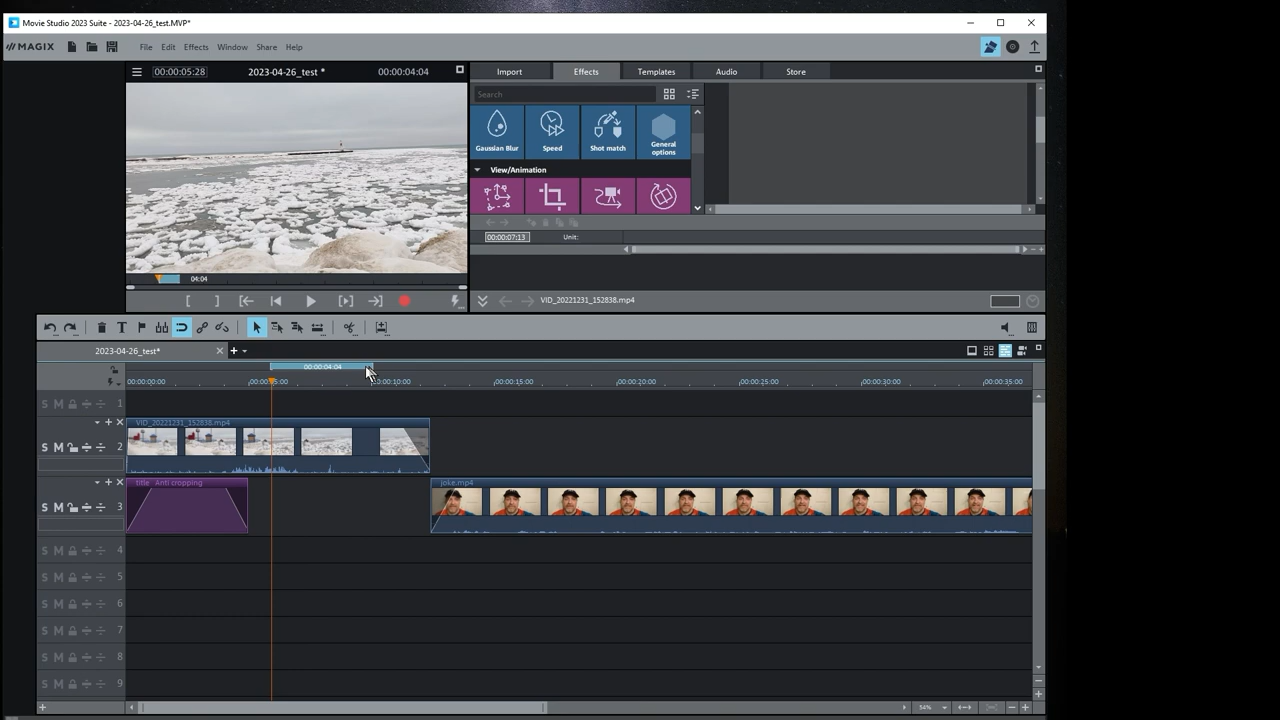 Movie Studio 2023 Suite - 2023-04-26_test.MVP*
MAGIX
File Edit Effects Window Share Help
00:00:05:28 2023-04-26_test * 00:00:04:04
Import Effects Templates Audio Store
Search
Gaussian Blur
Speed
Shot match
General options
View/Animation
00:00:07:13 Unit:
04:04
VID_20221231_152838.mp4
2023-04-26_test*
00:00:04:04
00:00:00:00 00:00:10:00 00:00:15:00 00:00:20:00 00:00:25:00 00:00:30:00 00:00:35:00
1
VID_20221231_152838.mp4
S M 2
title Anti cropping
joke.mp4
S M 3
S M 4
S M 5
S M 6
S M 7
S M 8
S M 9
54%